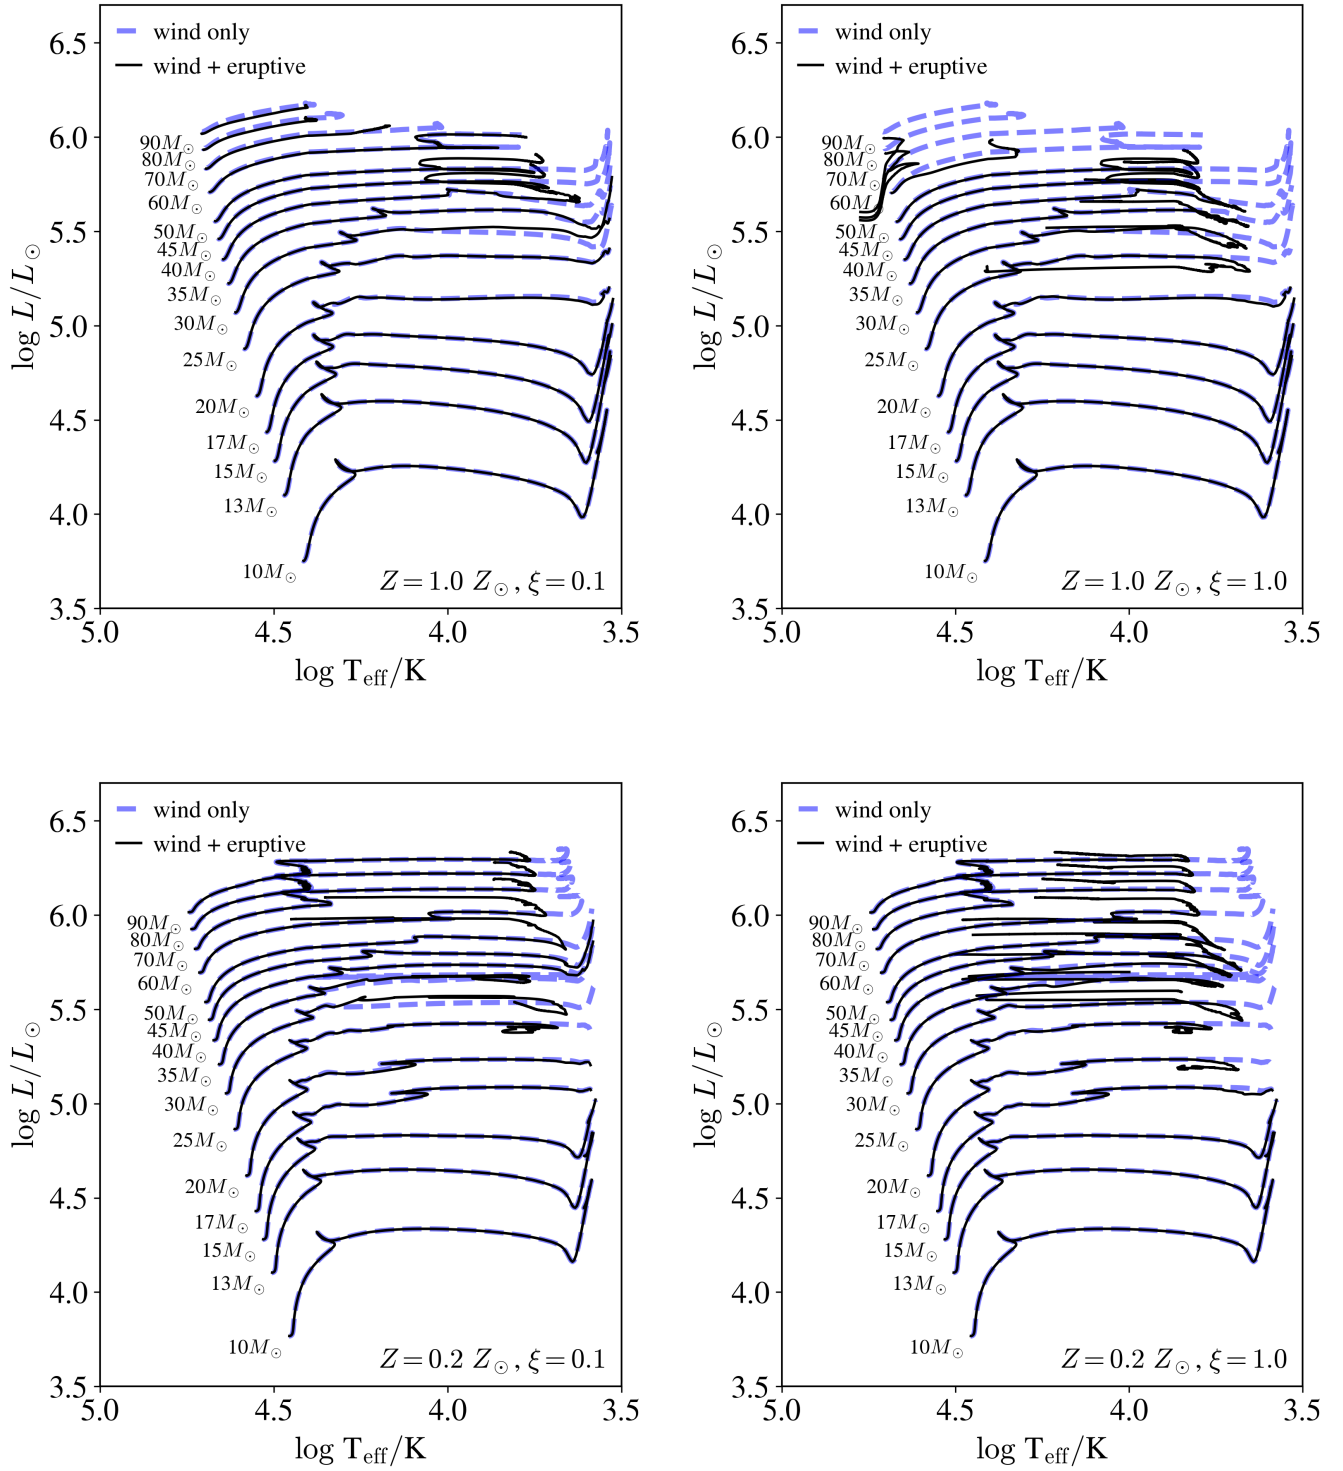 6.5
6.0
5.5
5.0
4.5
4.0
3.5
log L/L⊙
wind only
wind + eruptive
90M⊙
80M⊙
70M⊙
60M⊙
50M⊙
45M⊙
40M⊙
35M⊙
30M⊙
25M⊙
20M⊙
17M⊙
15M⊙
13M⊙
10M⊙
Z = 1.0 Z⊙, ξ = 0.1
5.0 4.5 4.0 3.5
log Teff/K
6.5
6.0
5.5
5.0
4.5
4.0
3.5
log L/L⊙
wind only
wind + eruptive
90M⊙
80M⊙
70M⊙
60M⊙
50M⊙
45M⊙
40M⊙
35M⊙
30M⊙
25M⊙
20M⊙
17M⊙
15M⊙
13M⊙
10M⊙
Z = 1.0 Z⊙, ξ = 1.0
5.0 4.5 4.0 3.5
log Teff/K
6.5
6.0
5.5
5.0
4.5
4.0
3.5
log L/L⊙
wind only
wind + eruptive
90M⊙
80M⊙
70M⊙
60M⊙
50M⊙
45M⊙
40M⊙
35M⊙
30M⊙
25M⊙
20M⊙
17M⊙
15M⊙
13M⊙
10M⊙
Z = 0.2 Z⊙, ξ = 0.1
5.0 4.5 4.0 3.5
log Teff/K
6.5
6.0
5.5
5.0
4.5
4.0
3.5
log L/L⊙
wind only
wind + eruptive
90M⊙
80M⊙
70M⊙
60M⊙
50M⊙
45M⊙
40M⊙
35M⊙
30M⊙
25M⊙
20M⊙
17M⊙
15M⊙
13M⊙
10M⊙
Z = 0.2 Z⊙, ξ = 1.0
5.0 4.5 4.0 3.5
log Teff/K